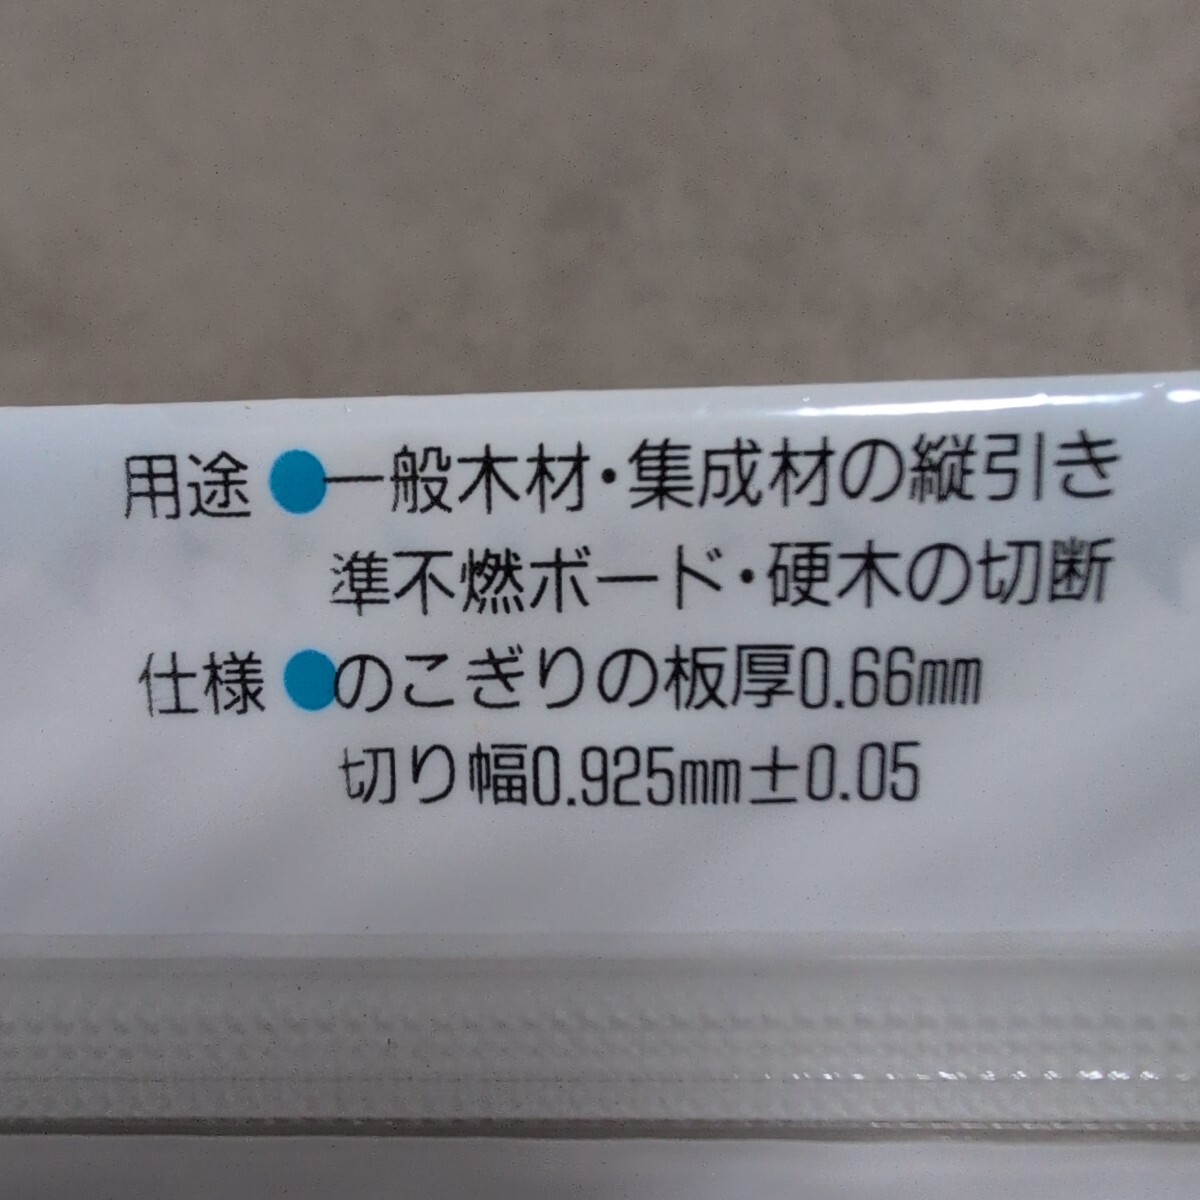 用途●一般木材・集成材の縦引き
準不燃ボード・硬木の切断
仕様●のこぎりの板厚0.66mm
切り幅0.925mm±0.05